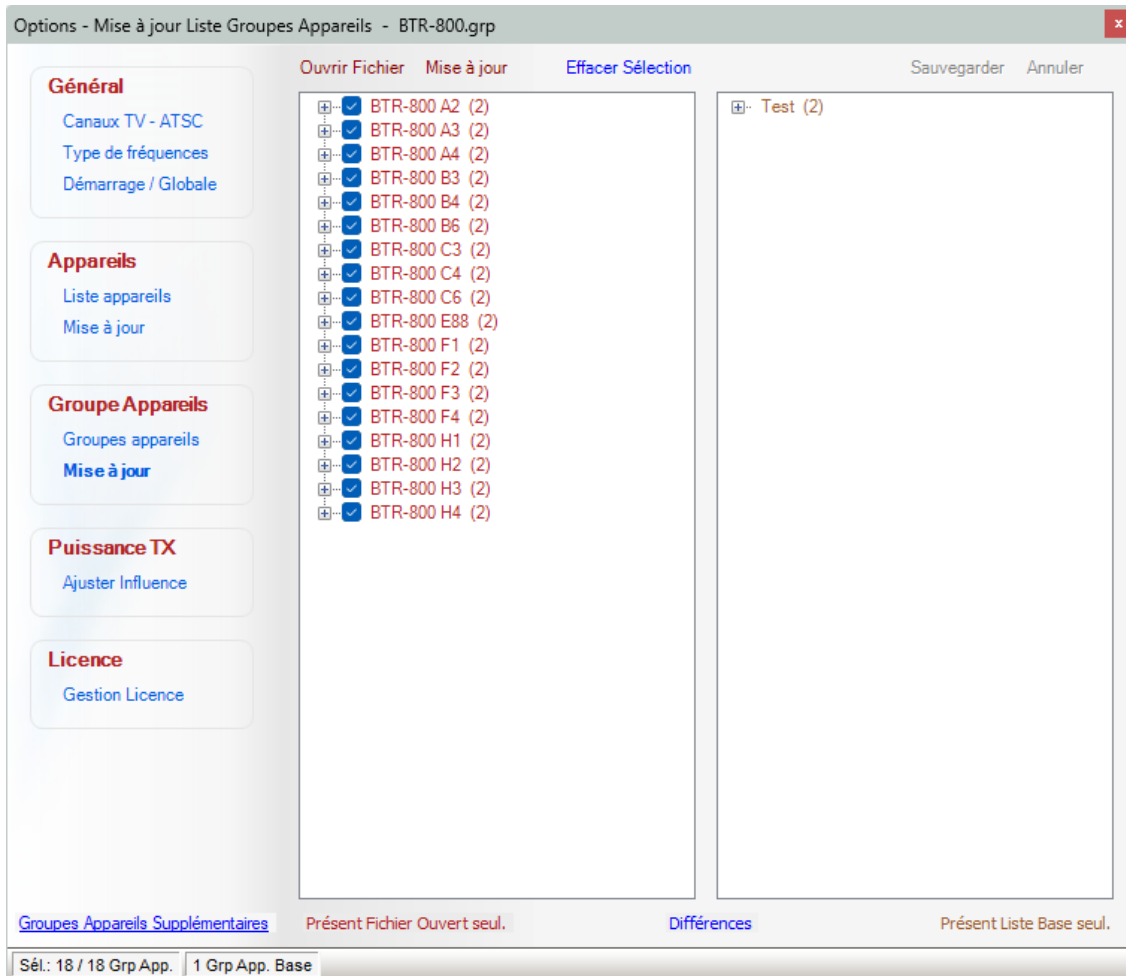 Options - Mise à jour Liste Groupes Appareils - BTR-800.grp
x
Ouvrir Fichier Mise à jour Effacer Sélection Sauvegarder Annuler
Général
Canaux TV - ATSC
Type de fréquences
Démarrage / Globale
Appareils
Liste appareils
Mise à jour
Groupe Appareils
Groupes appareils
Mise à jour
Puissance TX
Ajuster Influence
Licence
Gestion Licence
BTR-800 A2 (2)
BTR-800 A3 (2)
BTR-800 A4 (2)
BTR-800 B3 (2)
BTR-800 B4 (2)
BTR-800 B6 (2)
BTR-800 C3 (2)
BTR-800 C4 (2)
BTR-800 C6 (2)
BTR-800 E88 (2)
BTR-800 F1 (2)
BTR-800 F2 (2)
BTR-800 F3 (2)
BTR-800 F4 (2)
BTR-800 H1 (2)
BTR-800 H2 (2)
BTR-800 H3 (2)
BTR-800 H4 (2)
Test (2)
Groupes Appareils Supplémentaires Présent Fichier Ouvert seul. Différences Présent Liste Base seul.
Sél.: 18 / 18 Grp App. 1 Grp App. Base